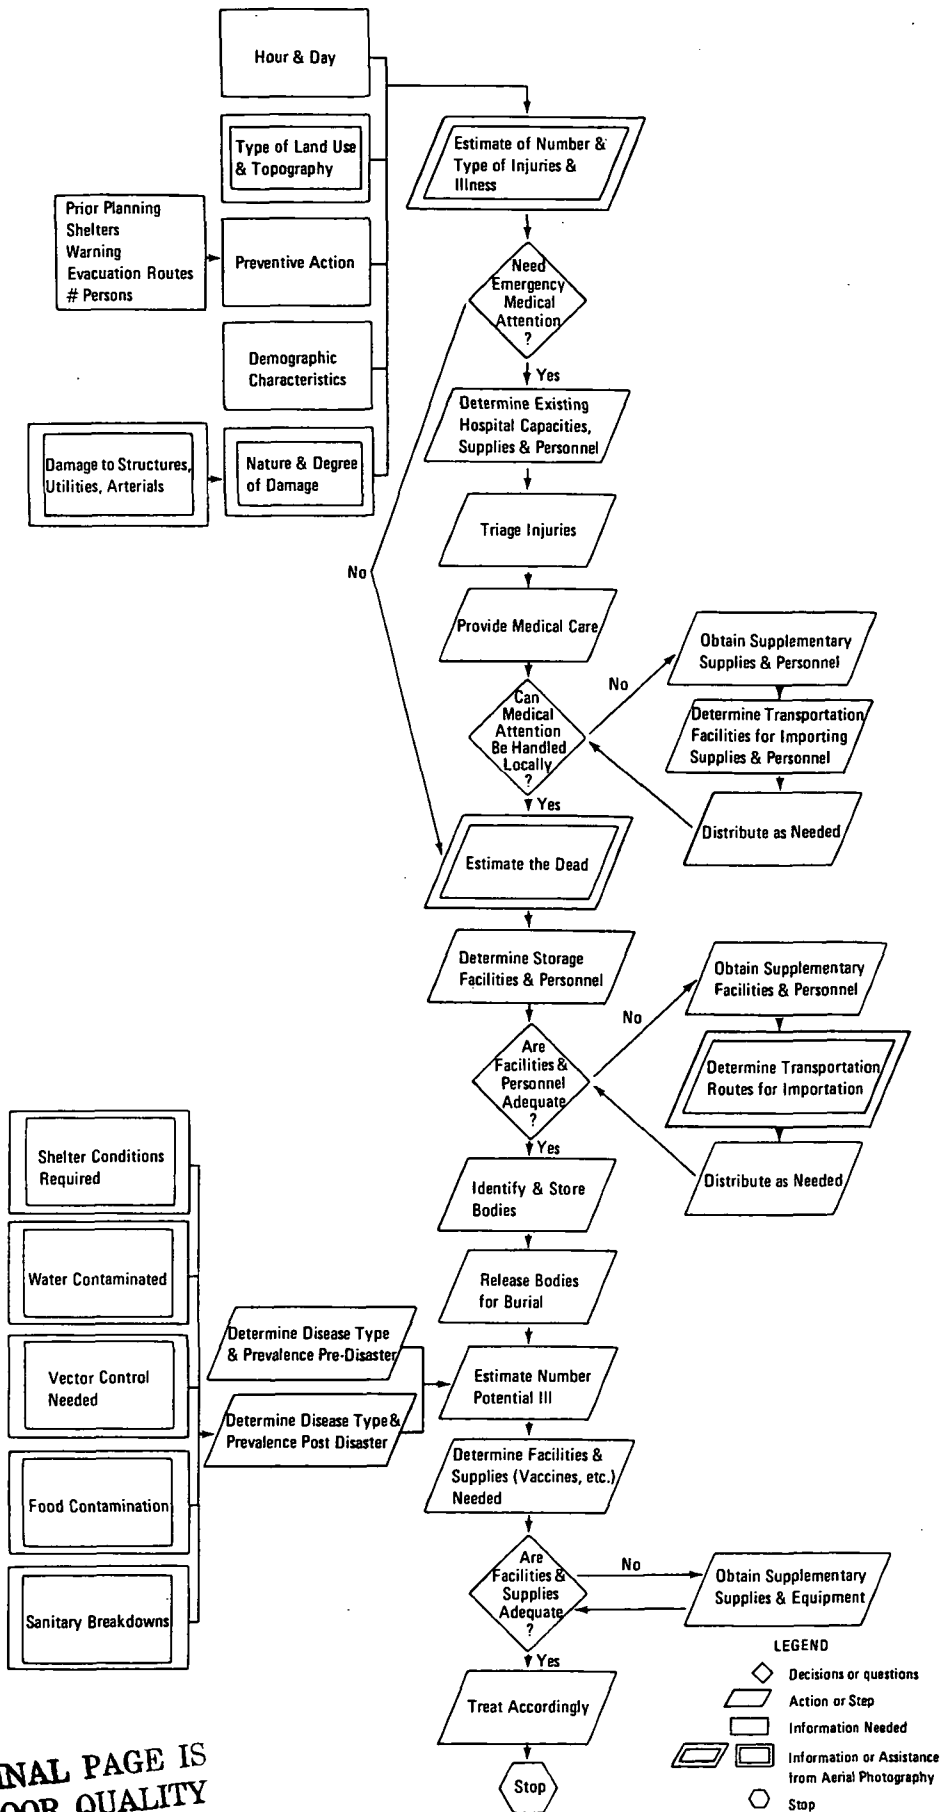 Hour & Day
Type of Land Use
& Topography
Prior Planning
Shelters
Warning
Evacuation Routes
# Persons
Preventive Action
Demographic
Characteristics
Damage to Structures,
Utilities, Arterials
Nature & Degree
of Damage
Estimate of Number &
Type of Injuries &
Illness
Need
Emergency
Medical
Attention
?
Yes
No
Determine Existing
Hospital Capacities,
Supplies & Personnel
Triage Injuries
Provide Medical Care
Can
Medical
Attention
Be Handled
Locally
?
No
Yes
Obtain Supplementary
Supplies & Personnel
Determine Transportation
Facilities for Importing
Supplies & Personnel
Distribute as Needed
Estimate the Dead
Determine Storage
Facilities & Personnel
Are
Facilities &
Personnel
Adequate
?
No
Yes
Obtain Supplementary
Facilities & Personnel
Determine Transportation
Routes for Importation
Distribute as Needed
Identify & Store
Bodies
Release Bodies
for Burial
Shelter Conditions
Required
Water Contaminated
Vector Control
Needed
Food Contamination
Sanitary Breakdowns
Determine Disease Type
& Prevalence Pre-Disaster
Determine Disease Type &
Prevalence Post Disaster
Estimate Number
Potential Ill
Determine Facilities &
Supplies (Vaccines, etc.)
Needed
Are
Facilities &
Supplies
Adequate
?
No
Yes
Obtain Supplementary
Supplies & Equipment
Treat Accordingly
Stop
LEGEND
Decisions or questions
Action or Step
Information Needed
Information or Assistance
from Aerial Photography
Stop
INAL PAGE IS
OOR QUALITY